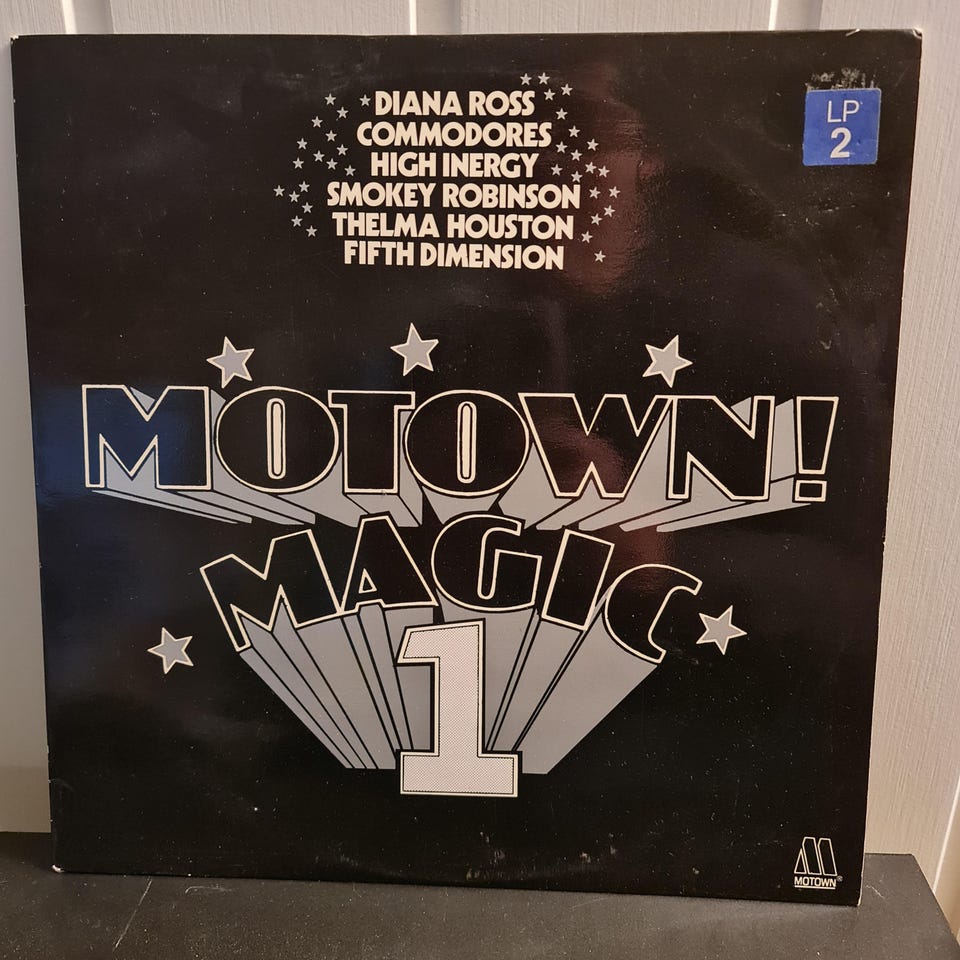 DIANA ROSS
COMMODORES
HIGH INERGY
SMOKEY ROBINSON
THELMA HOUSTON
FIFTH DIMENSION
LP
2
MOTOWN!
MAGIC
1
MOTOWN®